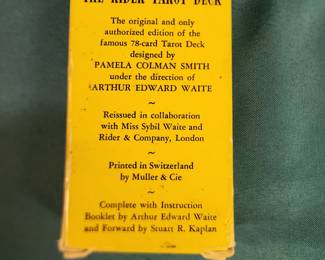 THE RIDER TAROT DECK
The original and only
authorized edition of the
famous 78-card Tarot Deck
designed by
PAMELA COLMAN SMITH
under the direction of
ARTHUR EDWARD WAITE
~
Reissued in collaboration
with Miss Sybil Waite and
Rider & Company, London
~
Printed in Switzerland
by Muller & Cie
~
Complete with Instruction
Booklet by Arthur Edward Waite
and Forward by Stuart R. Kaplan